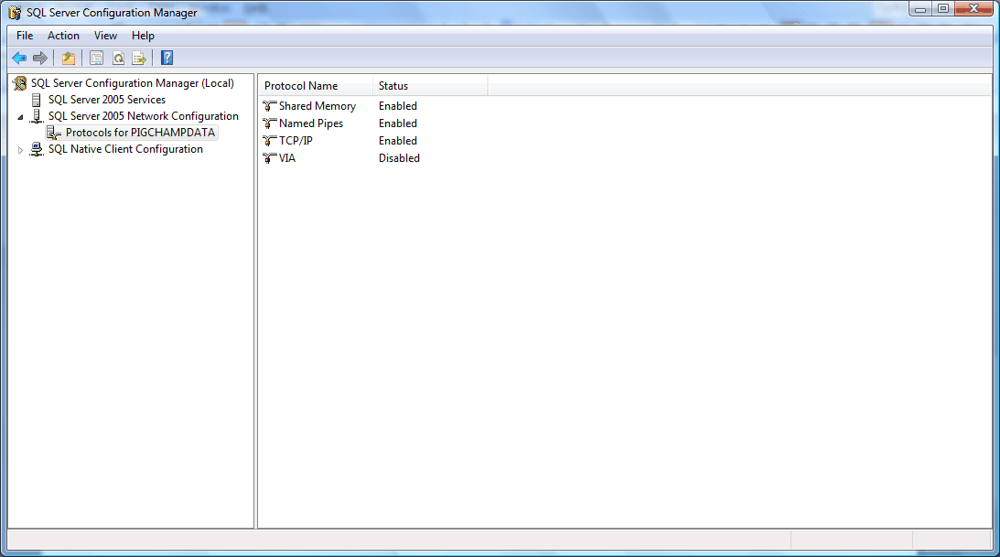 SQL Server Configuration Manager
File Action View Help
SQL Server Configuration Manager (Local)
SQL Server 2005 Services
SQL Server 2005 Network Configuration
Protocols for PIGCHAMPDATA
SQL Native Client Configuration
Protocol Name Status
Shared Memory Enabled
Named Pipes Enabled
TCP/IP Enabled
VIA Disabled